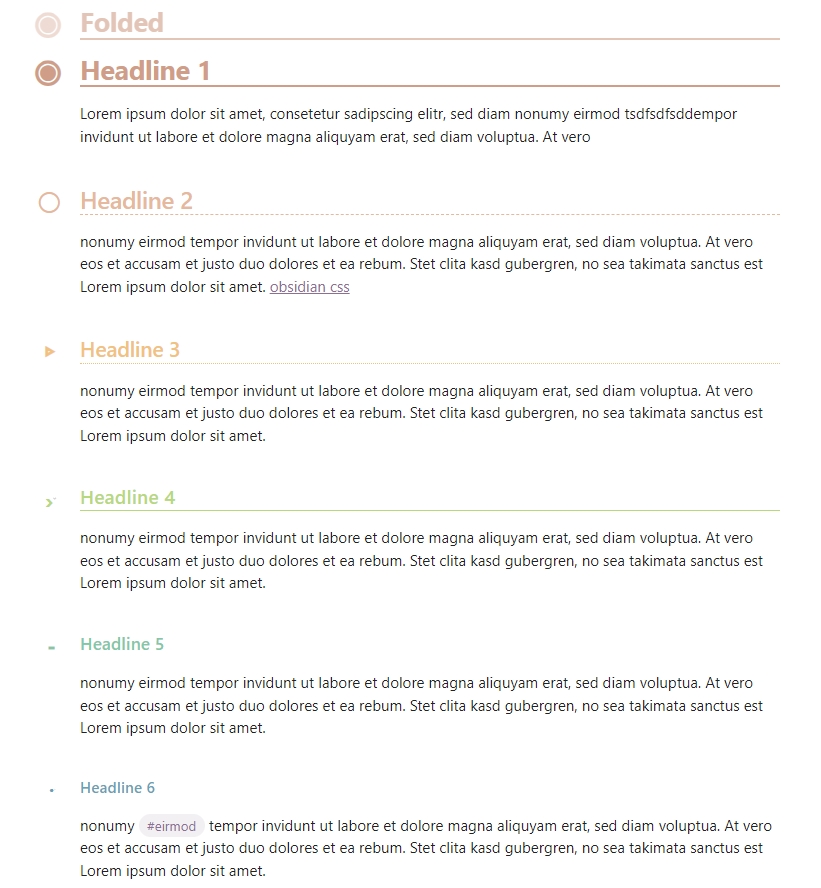 Folded
Headline 1
Lorem ipsum dolor sit amet, consetetur sadipscing elitr, sed diam nonumy eirmod tsdfsdfsddempor
invidunt ut labore et dolore magna aliquyam erat, sed diam voluptua. At vero
Headline 2
nonumy eirmod tempor invidunt ut labore et dolore magna aliquyam erat, sed diam voluptua. At vero
eos et accusam et justo duo dolores et ea rebum. Stet clita kasd gubergren, no sea takimata sanctus est
Lorem ipsum dolor sit amet. obsidian css
Headline 3
nonumy eirmod tempor invidunt ut labore et dolore magna aliquyam erat, sed diam voluptua. At vero
eos et accusam et justo duo dolores et ea rebum. Stet clita kasd gubergren, no sea takimata sanctus est
Lorem ipsum dolor sit amet.
Headline 4
nonumy eirmod tempor invidunt ut labore et dolore magna aliquyam erat, sed diam voluptua. At vero
eos et accusam et justo duo dolores et ea rebum. Stet clita kasd gubergren, no sea takimata sanctus est
Lorem ipsum dolor sit amet.
Headline 5
nonumy eirmod tempor invidunt ut labore et dolore magna aliquyam erat, sed diam voluptua. At vero
eos et accusam et justo duo dolores et ea rebum. Stet clita kasd gubergren, no sea takimata sanctus est
Lorem ipsum dolor sit amet.
Headline 6
nonumy #eirmod tempor invidunt ut labore et dolore magna aliquyam erat, sed diam voluptua. At vero
eos et accusam et justo duo dolores et ea rebum. Stet clita kasd gubergren, no sea takimata sanctus est
Lorem ipsum dolor sit amet.